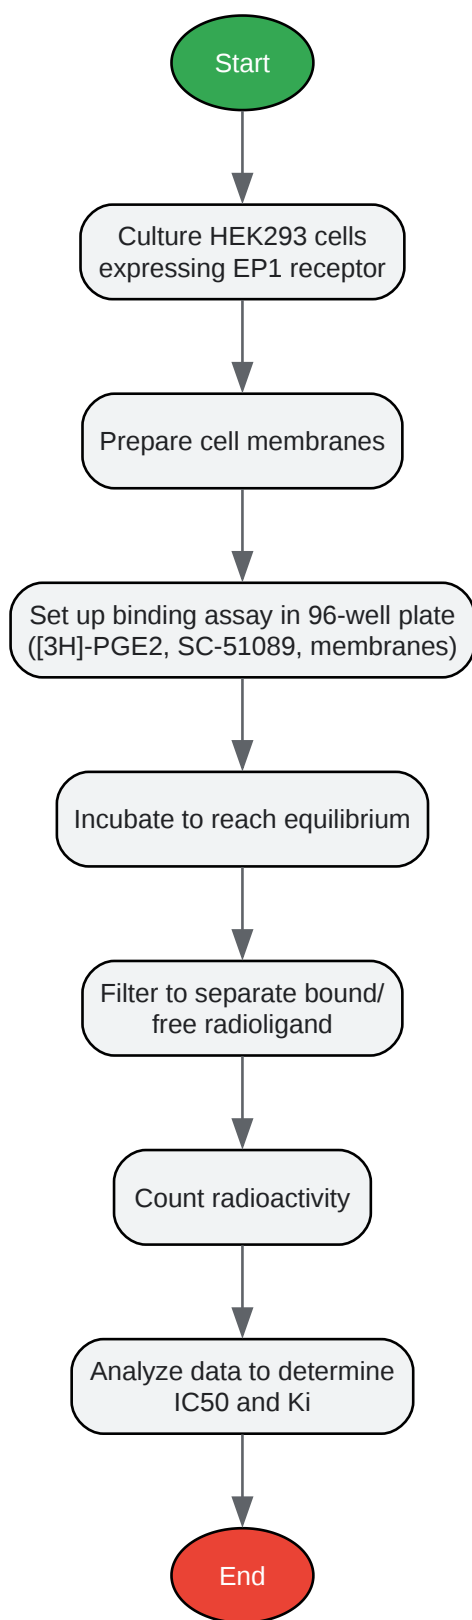 Start
Culture HEK293 cells
expressing EP1 receptor
Prepare cell membranes
Set up binding assay in 96-well plate
([3H]-PGE2, SC-51089, membranes)
Incubate to reach equilibrium
Filter to separate bound/
free radioligand
Count radioactivity
Analyze data to determine
IC50 and Ki
End